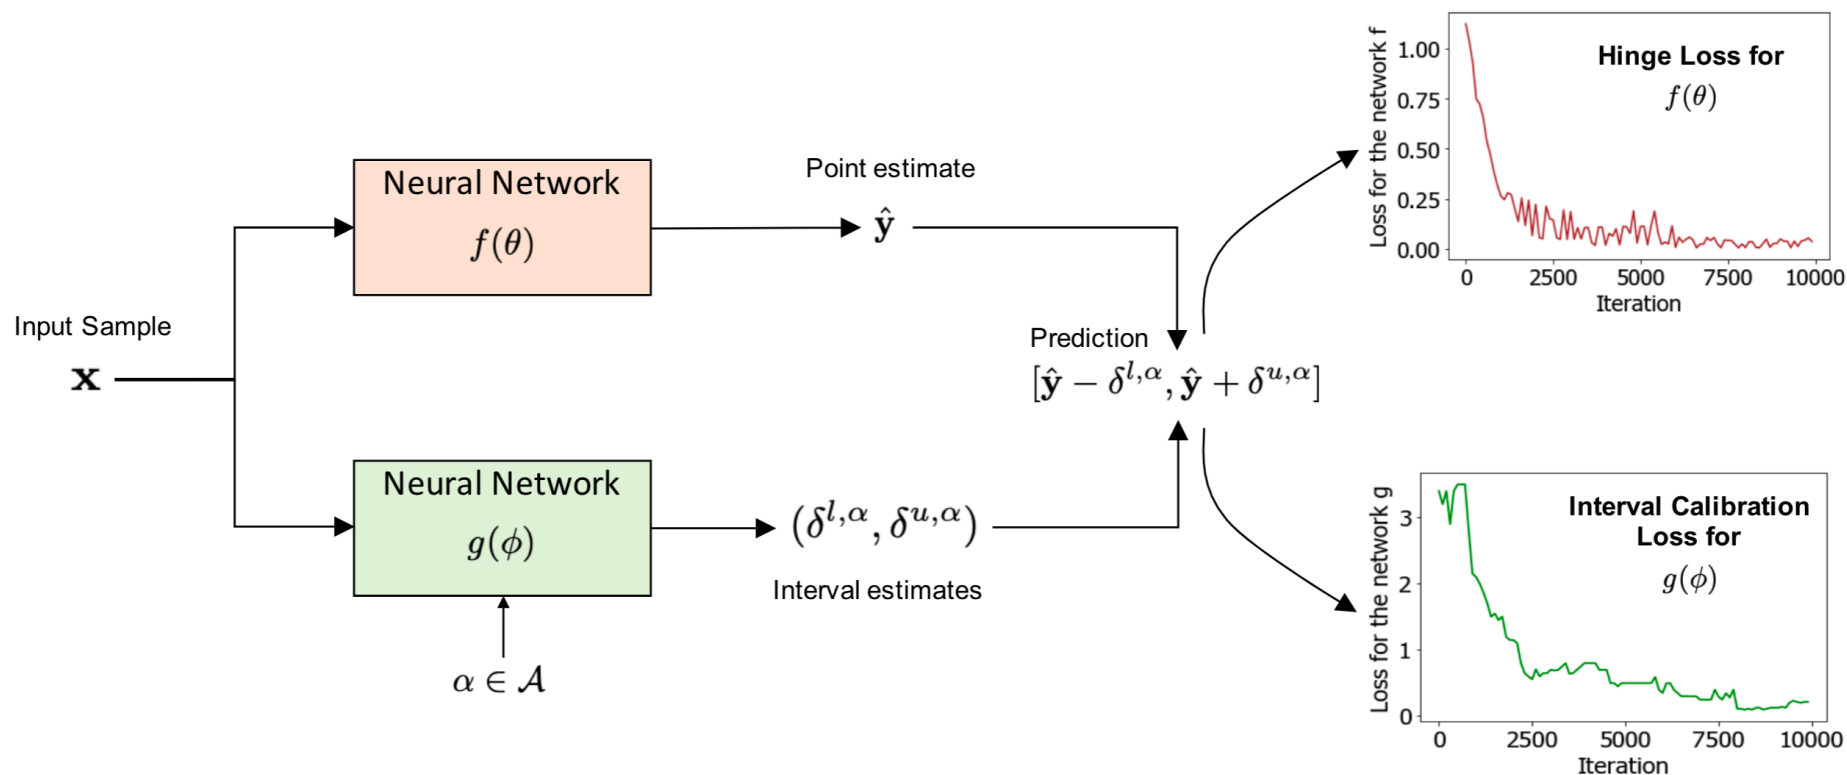 Input Sample
x
Neural Network
f(θ)
Neural Network
g(ϕ)
α ∈ 𝒜
Point estimate
ŷ
(δ^{l,α}, δ^{u,α})
Interval estimates
Prediction
[ŷ − δ^{l,α}, ŷ + δ^{u,α}]
Loss for the network f
1.00
0.75
0.50
0.25
0.00
Hinge Loss for
f(θ)
0 2500 5000 7500 10000
Iteration
Loss for the network g
3
2
1
0
Interval Calibration
Loss for
g(ϕ)
0 2500 5000 7500 10000
Iteration